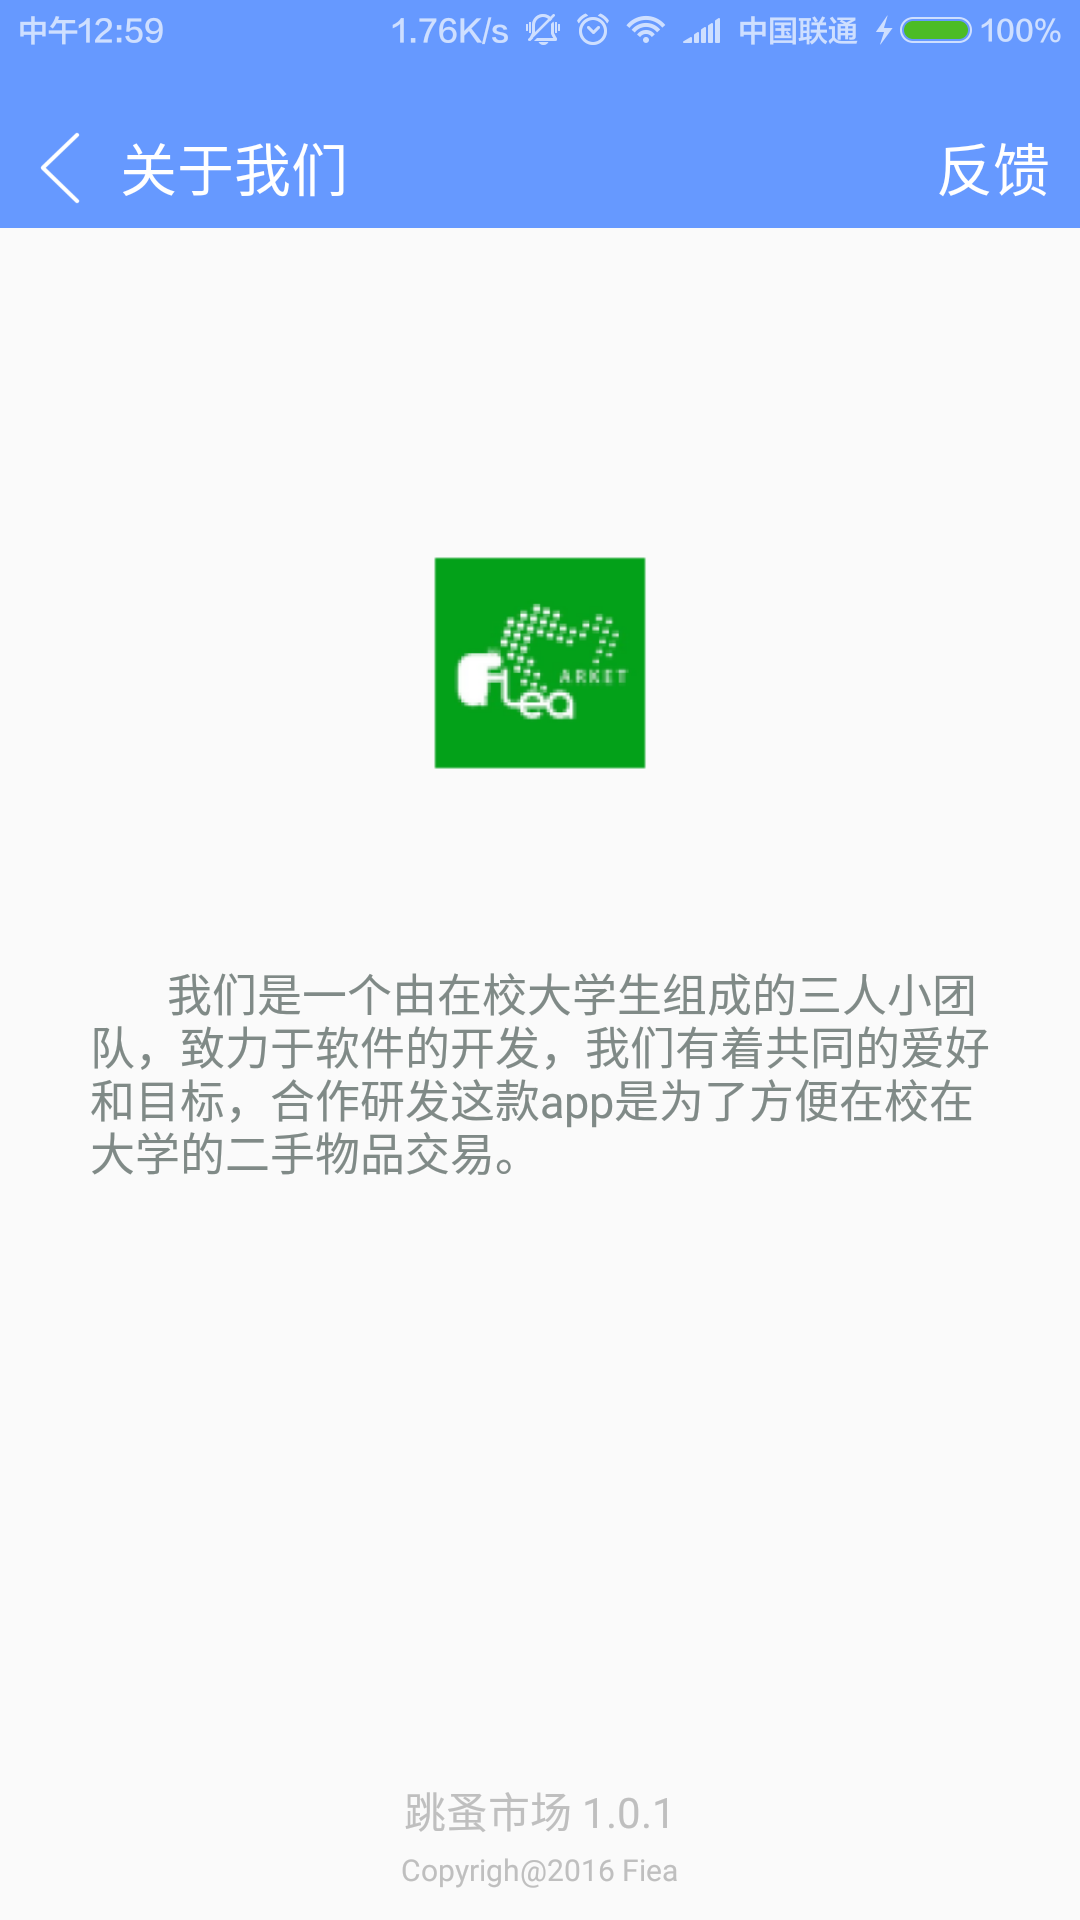 中午12:59 1.76K/s 中国联通 100%
关于我们 反馈
ARKET
Flea
我们是一个由在校大学生组成的三人小团
队，致力于软件的开发，我们有着共同的爱好
和目标，合作研发这款app是为了方便在校在
大学的二手物品交易。
跳蚤市场 1.0.1
Copyrigh@2016 Fiea